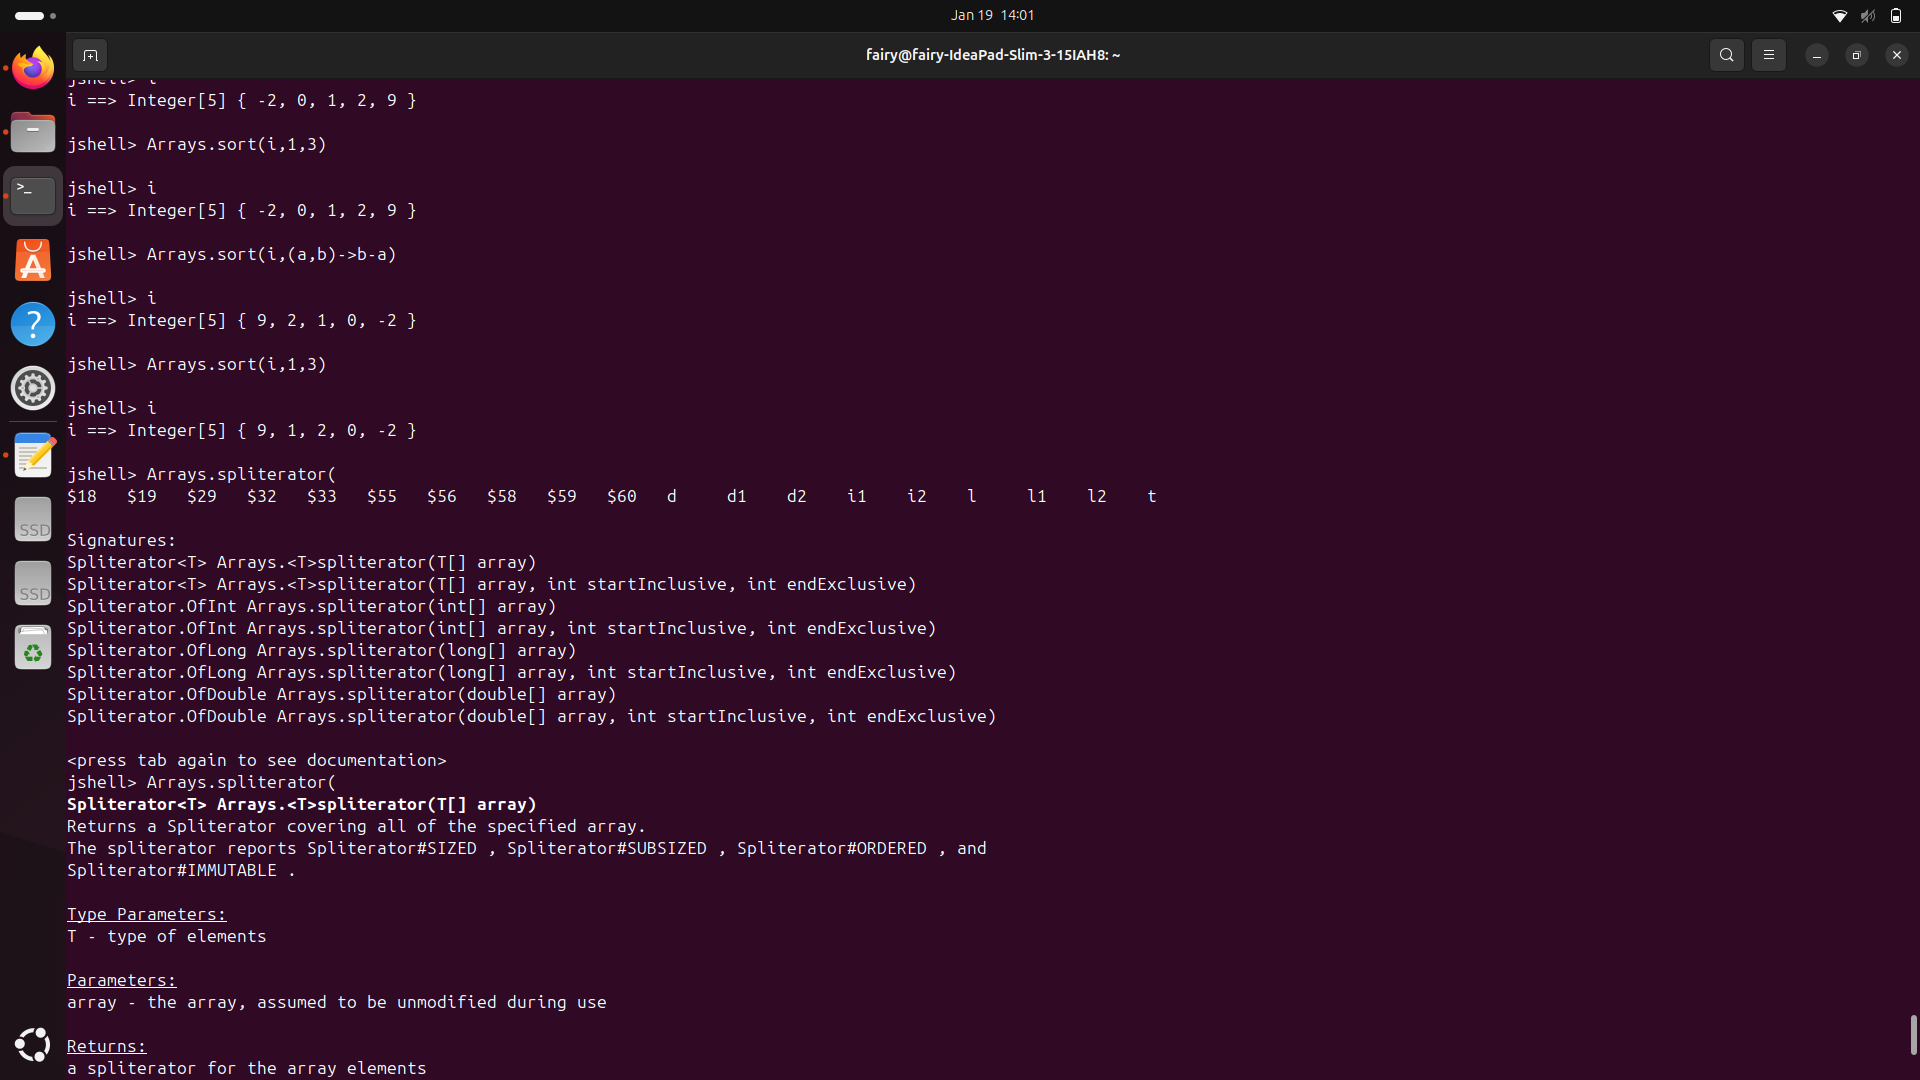 Jan 19 14:01
fairy@fairy-IdeaPad-Slim-3-15IAH8: ~
jshell> i
i ==> Integer[5] { -2, 0, 1, 2, 9 }
jshell> Arrays.sort(i,1,3)
jshell> i
i ==> Integer[5] { -2, 0, 1, 2, 9 }
jshell> Arrays.sort(i,(a,b)->b-a)
jshell> i
i ==> Integer[5] { 9, 2, 1, 0, -2 }
jshell> Arrays.sort(i,1,3)
jshell> i
i ==> Integer[5] { 9, 1, 2, 0, -2 }
jshell> Arrays.spliterator(
$18 $19 $29 $32 $33 $55 $56 $58 $59 $60 d d1 d2 i1 i2 l l1 l2 t
Signatures:
Spliterator<T> Arrays.<T>spliterator(T[] array)
Spliterator<T> Arrays.<T>spliterator(T[] array, int startInclusive, int endExclusive)
Spliterator.OfInt Arrays.spliterator(int[] array)
Spliterator.OfInt Arrays.spliterator(int[] array, int startInclusive, int endExclusive)
Spliterator.OfLong Arrays.spliterator(long[] array)
Spliterator.OfLong Arrays.spliterator(long[] array, int startInclusive, int endExclusive)
Spliterator.OfDouble Arrays.spliterator(double[] array)
Spliterator.OfDouble Arrays.spliterator(double[] array, int startInclusive, int endExclusive)
<press tab again to see documentation>
jshell> Arrays.spliterator(
Spliterator<T> Arrays.<T>spliterator(T[] array)
Returns a Spliterator covering all of the specified array.
The spliterator reports Spliterator#SIZED , Spliterator#SUBSIZED , Spliterator#ORDERED , and
Spliterator#IMMUTABLE .
Type Parameters:
T - type of elements
Parameters:
array - the array, assumed to be unmodified during use
Returns:
a spliterator for the array elements
>_
A
?
SSD
SSD